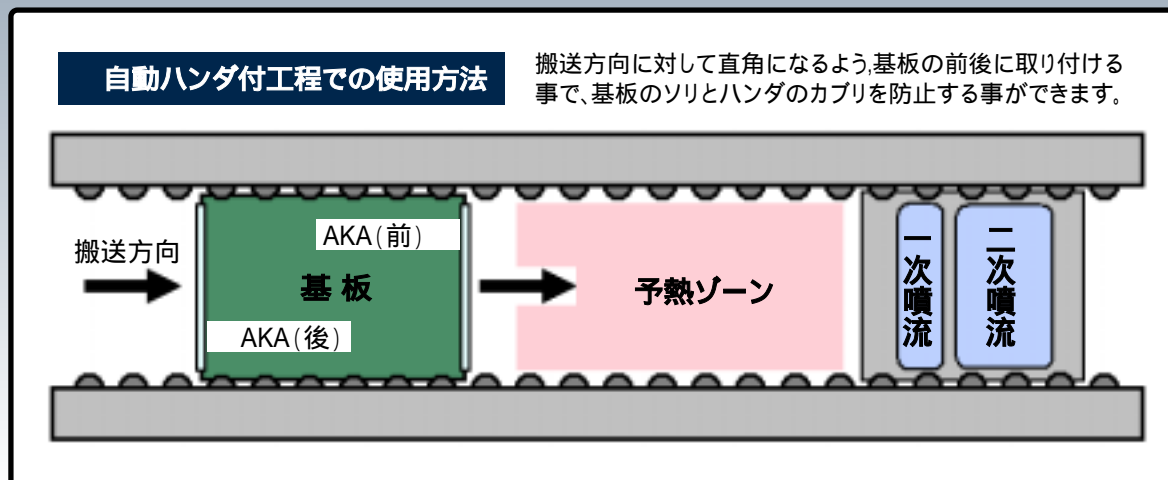 自動ハンダ付工程での使用方法
搬送方向に対して直角になるよう,基板の前後に取り付ける
事で、基板のソリとハンダのカブリを防止する事ができます。
搬送方向
AKA(前)
基板
AKA(後)
予熱ゾーン
一次噴流
二次噴流